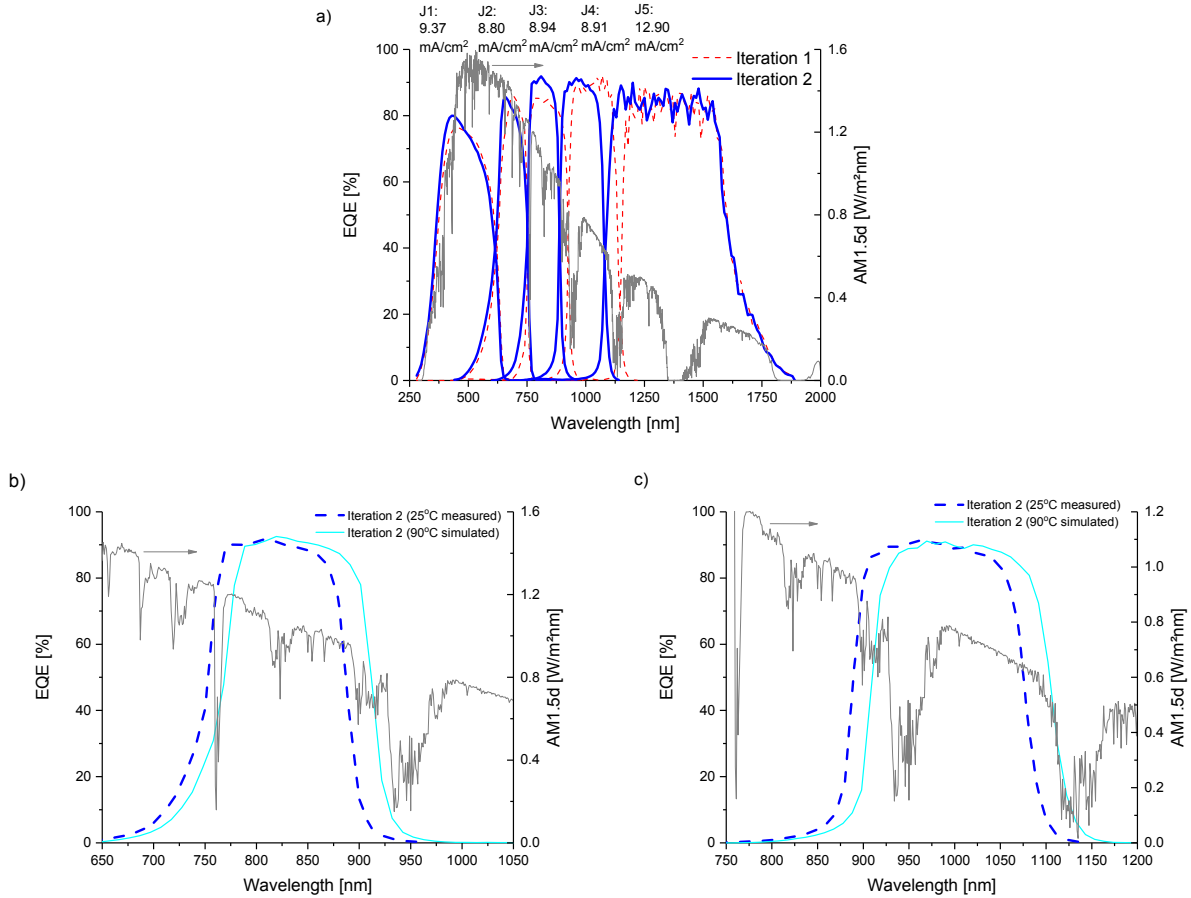 a)
J1: J2: J3: J4: J5:
9.37 8.80 8.94 8.91 12.90
mA/cm² mA/cm² mA/cm² mA/cm² mA/cm²
Iteration 1
Iteration 2
100
80
60
40
20
0
EQE [%]
1.6
1.2
0.8
0.4
0.0
AM1.5d [W/m²nm]
250 500 750 1000 1250 1500 1750 2000
Wavelength [nm]
b)
Iteration 2 (25°C measured)
Iteration 2 (90°C simulated)
100
80
60
40
20
0
EQE [%]
1.6
1.2
0.8
0.4
0.0
AM1.5d [W/m²nm]
650 700 750 800 850 900 950 1000 1050
Wavelength [nm]
c)
Iteration 2 (25°C measured)
Iteration 2 (90°C simulated)
100
80
60
40
20
0
EQE [%]
1.2
1.0
0.8
0.6
0.4
0.2
0.0
AM1.5d [W/m²nm]
750 800 850 900 950 1000 1050 1100 1150 1200
Wavelength [nm]